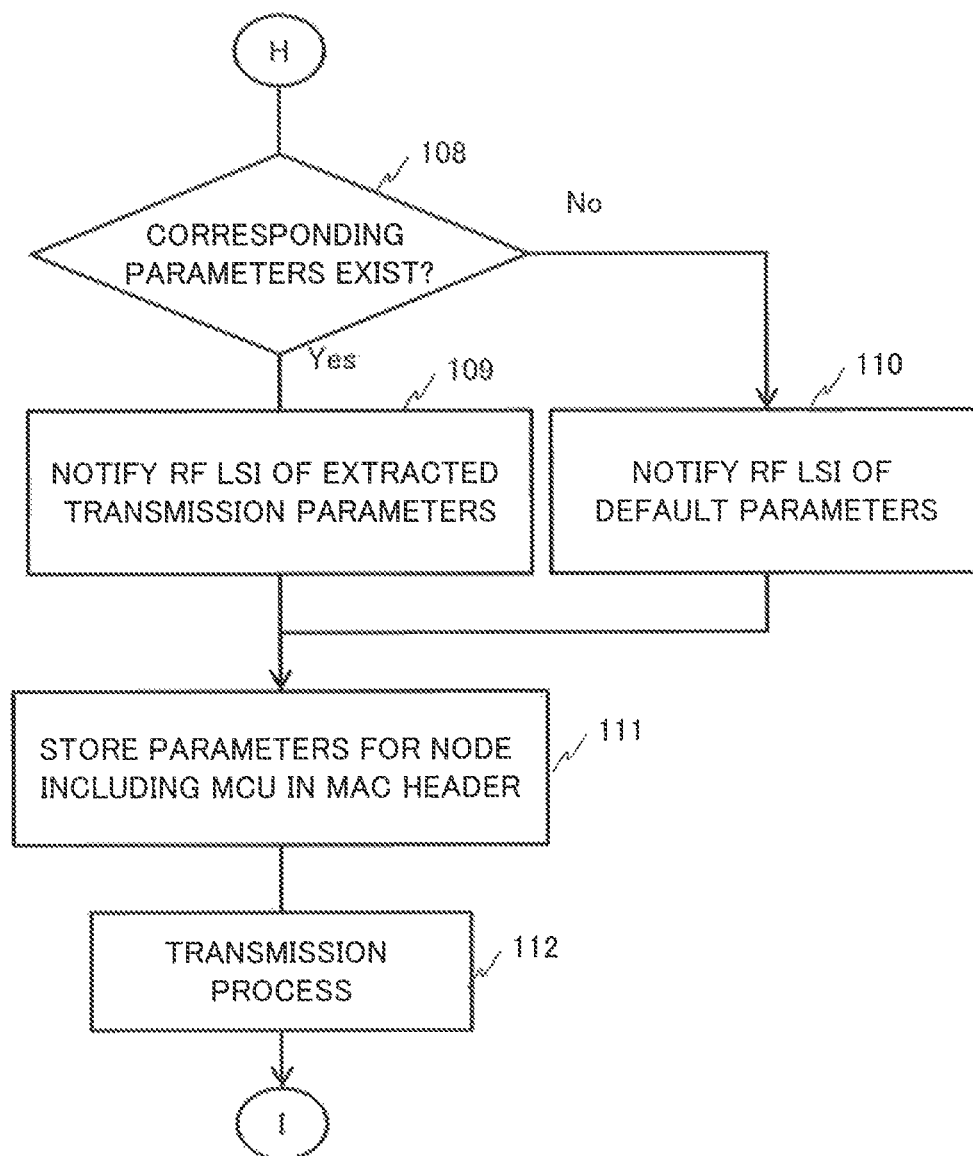 H
108
CORRESPONDING
PARAMETERS EXIST?
No
Yes
109
110
NOTIFY RF LSI OF EXTRACTED
TRANSMISSION PARAMETERS
NOTIFY RF LSI OF
DEFAULT PARAMETERS
STORE PARAMETERS FOR NODE
INCLUDING MCU IN MAC HEADER
111
TRANSMISSION
PROCESS
112
I